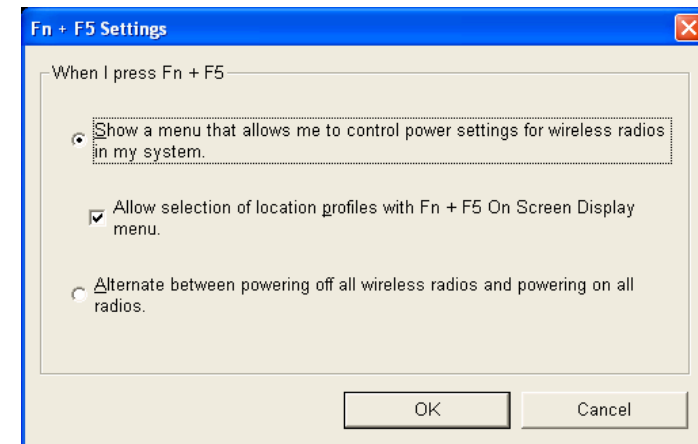 Fn + F5 Settings
When I press Fn + F5
Show a menu that allows me to control power settings for wireless radios
in my system.
Allow selection of location profiles with Fn + F5 On Screen Display
menu.
Alternate between powering off all wireless radios and powering on all
radios.
OK
Cancel